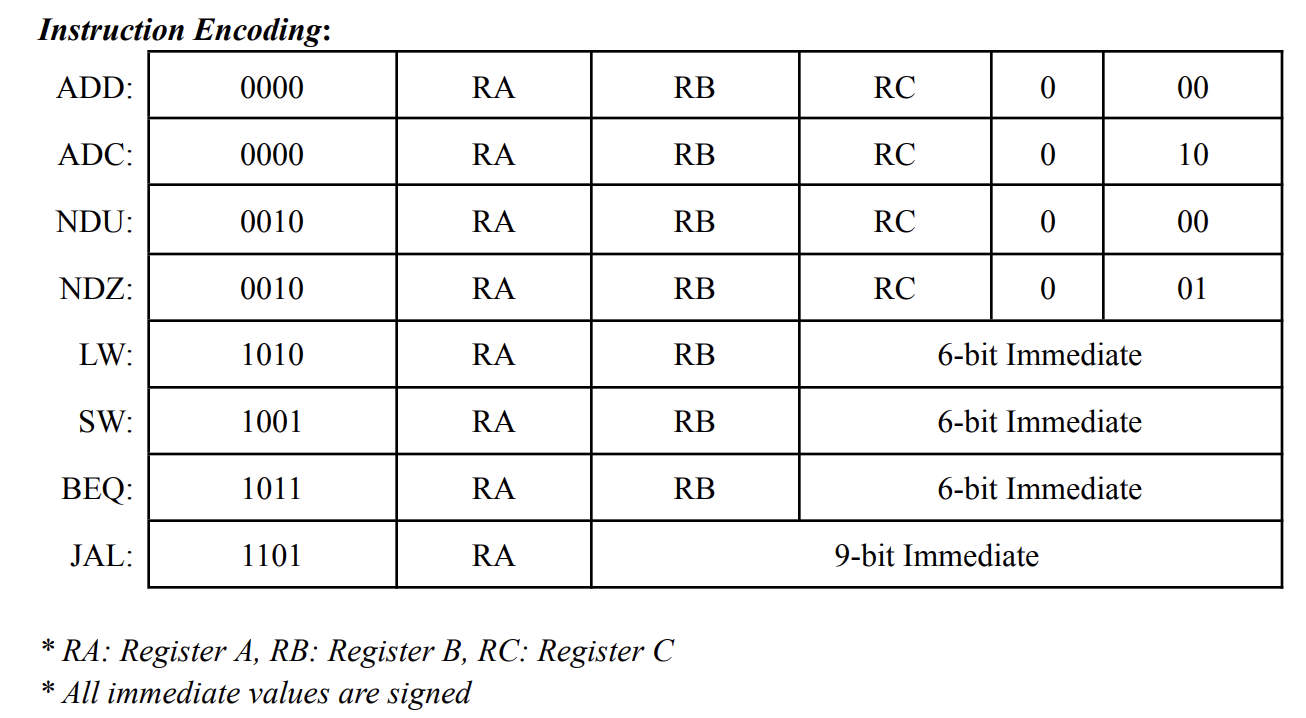 Instruction Encoding:
ADD: 0000 RA RB RC 0 00
ADC: 0000 RA RB RC 0 10
NDU: 0010 RA RB RC 0 00
NDZ: 0010 RA RB RC 0 01
LW: 1010 RA RB 6-bit Immediate
SW: 1001 RA RB 6-bit Immediate
BEQ: 1011 RA RB 6-bit Immediate
JAL: 1101 RA 9-bit Immediate
* RA: Register A, RB: Register B, RC: Register C
* All immediate values are signed